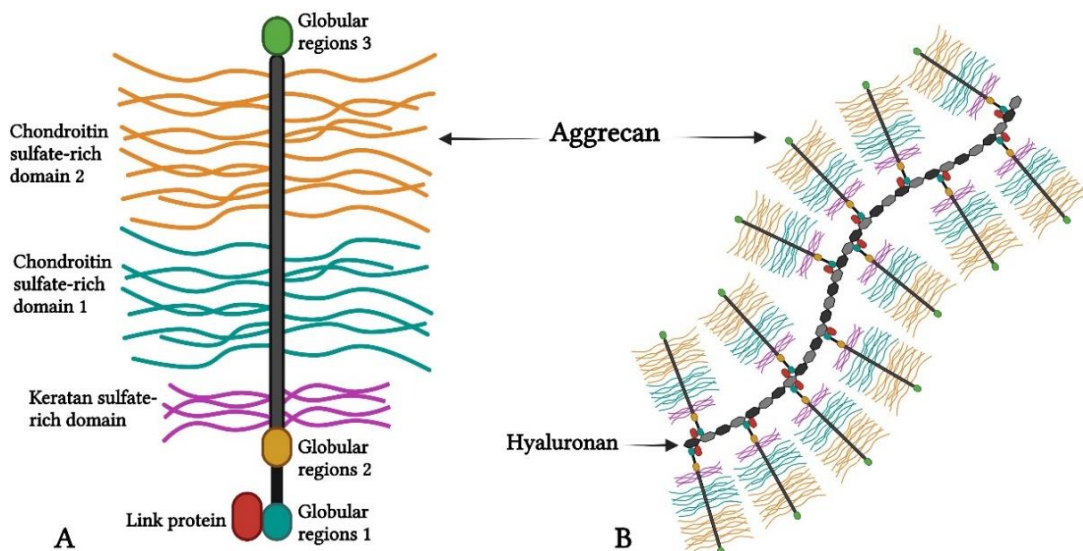 Globular
regions 3
Chondroitin
sulfate-rich
domain 2
Aggrecan
Chondroitin
sulfate-rich
domain 1
Keratan sulfate-
rich domain
Globular
regions 2
Hyaluronan
Link protein
Globular
regions 1
A
B